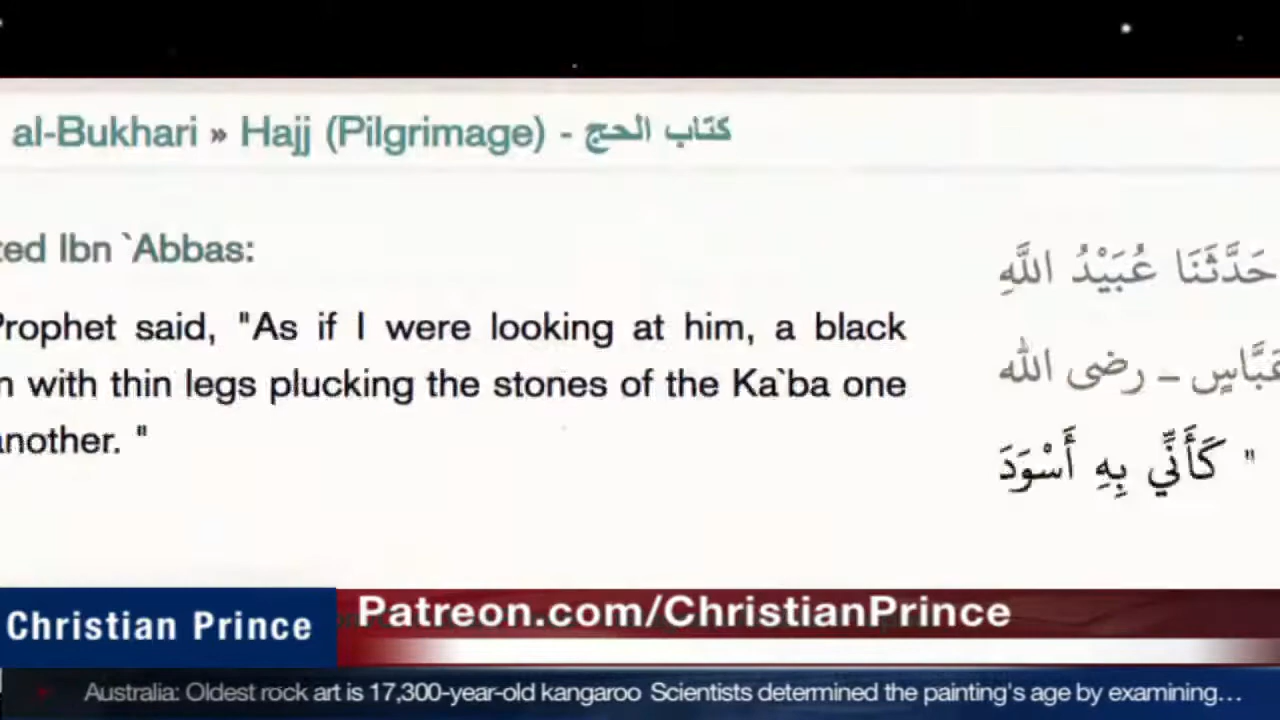 al-Bukhari » Hajj (Pilgrimage) - كتاب الحج
ted Ibn `Abbas:
Prophet said, "As if I were looking at him, a black
n with thin legs plucking the stones of the Ka`ba one
another. "
حَدَّثَنَا عُبَيْدُ اللَّهِ
عَبَّاسٍ ـ رضى الله
" كَأَنِّي بِهِ أَسْوَدَ
Christian Prince
Patreon.com/ChristianPrince
Australia: Oldest rock art is 17,300-year-old kangaroo Scientists determined the painting's age by examining…